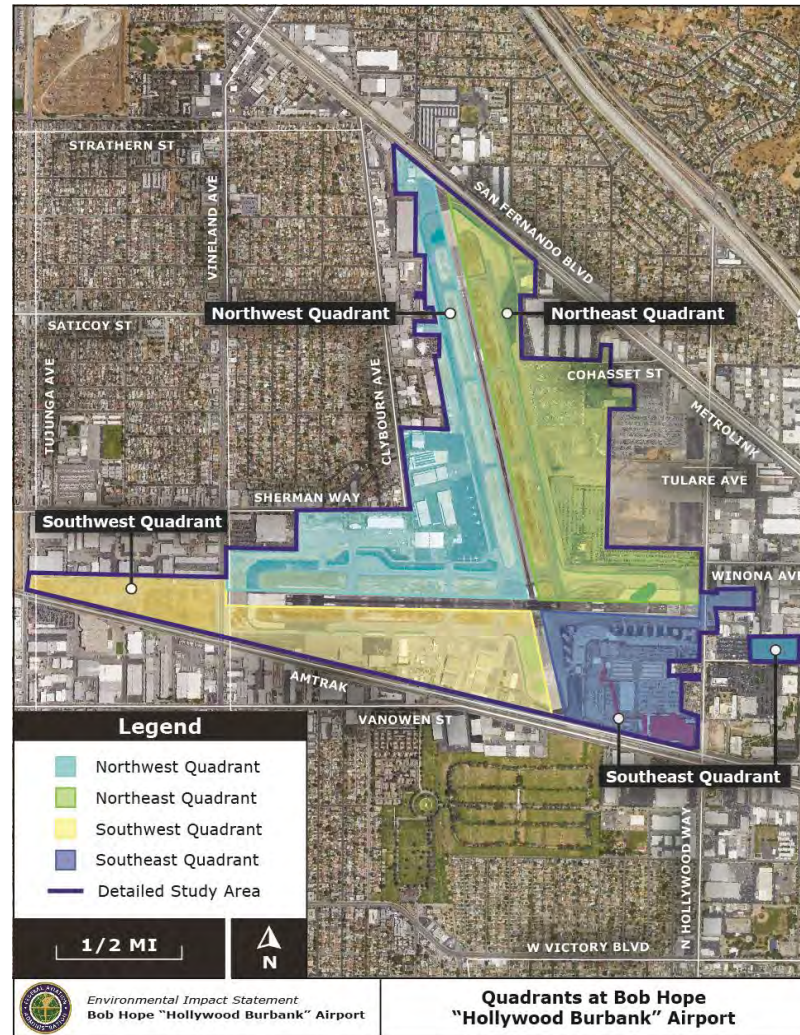 STRATHERN ST
VINELAND AVE
SAN FERNANDO BLVD
Northwest Quadrant
Northeast Quadrant
SATICOY ST
TUJUNGA AVE
CLYBOURN AVE
COHASSET ST
METROLINK
TULARE AVE
SHERMAN WAY
Southwest Quadrant
WINONA AVE
AMTRAK
VANOWEN ST
Southeast Quadrant
N HOLLYWOOD WAY
W VICTORY BLVD
Legend
Northwest Quadrant
Northeast Quadrant
Southwest Quadrant
Southeast Quadrant
Detailed Study Area
1/2 MI
N
FEDERAL AVIATION
ADMINISTRATION
Environmental Impact Statement
Bob Hope “Hollywood Burbank” Airport
Quadrants at Bob Hope
“Hollywood Burbank” Airport